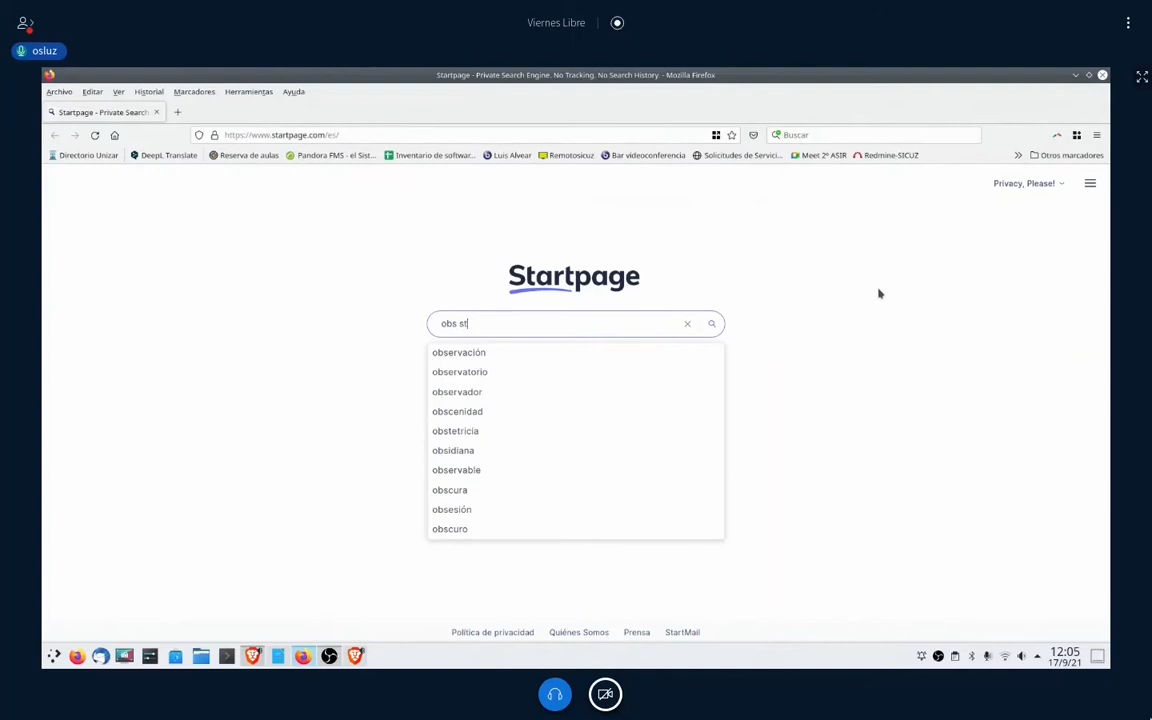 Viernes Libre
osluz
Startpage - Private Search Engine. No Tracking. No Search History. - Mozilla Firefox
Archivo Editar Ver Historial Marcadores Herramientas Ayuda
Startpage - Private Search
https://www.startpage.com/es/ Buscar
Directorio Unizar DeepL Translate Reserva de aulas Pandora FMS - el Sist... Inventario de softwar... Luis Alvear Remotosicuz Bar videoconferencia Solicitudes de Servici... Meet 2º ASIR Redmine-SICUZ Otros marcadores
Privacy, Please!
Startpage
obs st
observación
observatorio
observador
obscenidad
obstetricia
obsidiana
observable
obscura
obsesión
obscuro
Política de privacidad Quiénes Somos Prensa StartMail
12:05
17/9/21